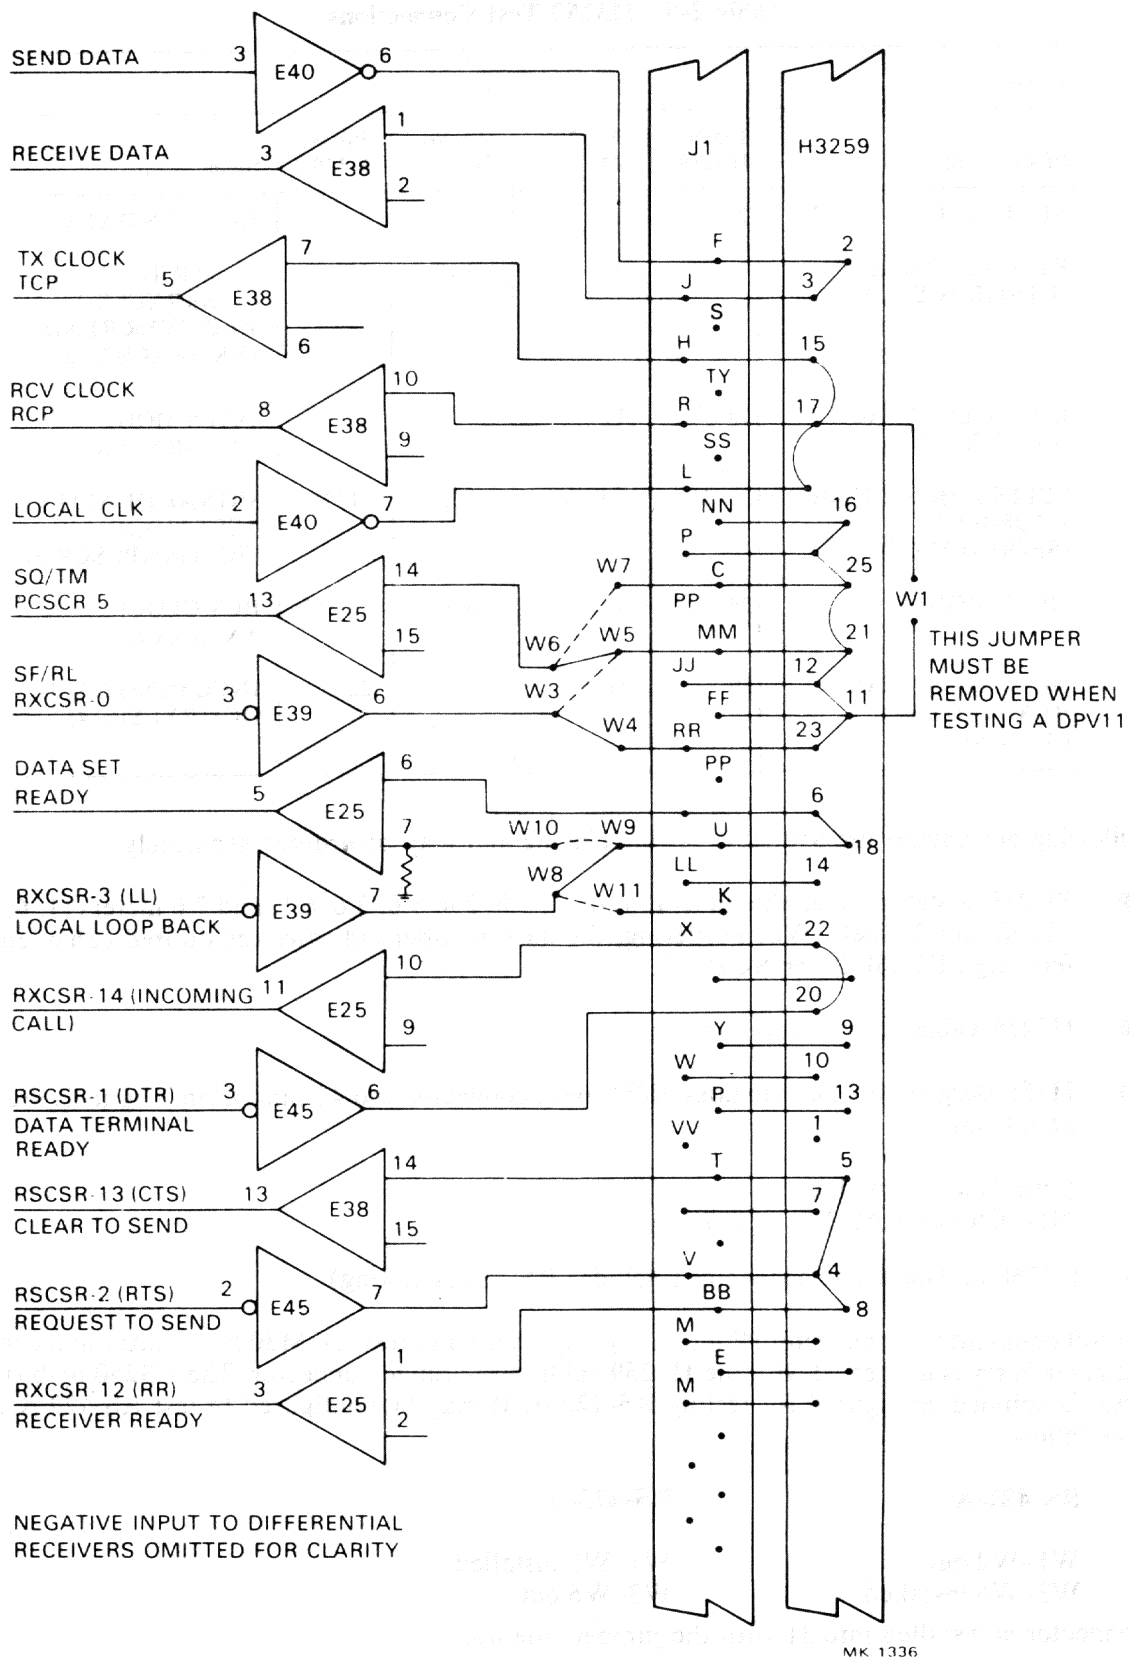 SEND DATA 3 E40 6
RECEIVE DATA 3 E38 1
2
J1 H3259
TX CLOCK
TCP 5 E38 7
6
F 2
J 3
S
H 15
TY
RCV CLOCK
RCP 8 E38 10
9
R 17
SS
L
LOCAL CLK 2 E40 7
NN 16
P
SQ/TM
PCSCR 5 13 E25 14
15
W7 C 25
PP
W1
W6 W5 MM 21
THIS JUMPER
MUST BE
REMOVED WHEN
TESTING A DPV11
JJ 12
SF/RL
RXCSR-0 3 E39 6
W3 FF 11
W4 RR 23
PP
DATA SET
READY 5 E25 6
7
6
W10 W9 U 18
LL 14
W8 W11 K
RXCSR-3 (LL)
LOCAL LOOP BACK
E39 7
X 22
RXCSR-14 (INCOMING
CALL)
11 E25 10
9
20
Y 9
W 10
RSCSR-1 (DTR)
DATA TERMINAL
READY
3 E45 6
P 13
VV 1
RSCSR-13 (CTS)
CLEAR TO SEND
13 E38 14
15
T 5
7
RSCSR-2 (RTS)
REQUEST TO SEND
2 E45 7
V 4
BB 8
M
E
M
RXCSR-12 (RR)
RECEIVER READY
3 E25 1
2
NEGATIVE INPUT TO DIFFERENTIAL
RECEIVERS OMITTED FOR CLARITY
MK 1336